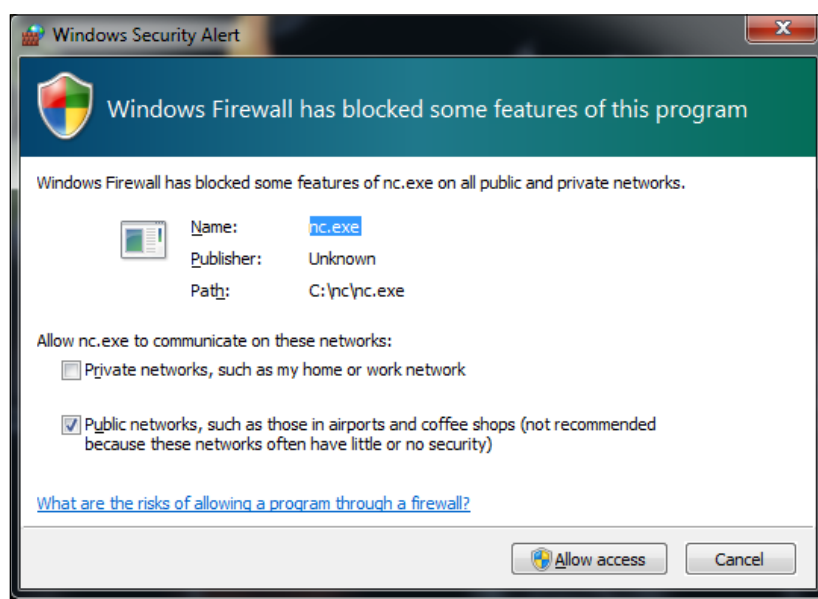 Windows Security Alert
Windows Firewall has blocked some features of this program
Windows Firewall has blocked some features of nc.exe on all public and private networks.
Name: nc.exe
Publisher: Unknown
Path: C:\nc\nc.exe
Allow nc.exe to communicate on these networks:
Private networks, such as my home or work network
Public networks, such as those in airports and coffee shops (not recommended
because these networks often have little or no security)
What are the risks of allowing a program through a firewall?
Allow access Cancel